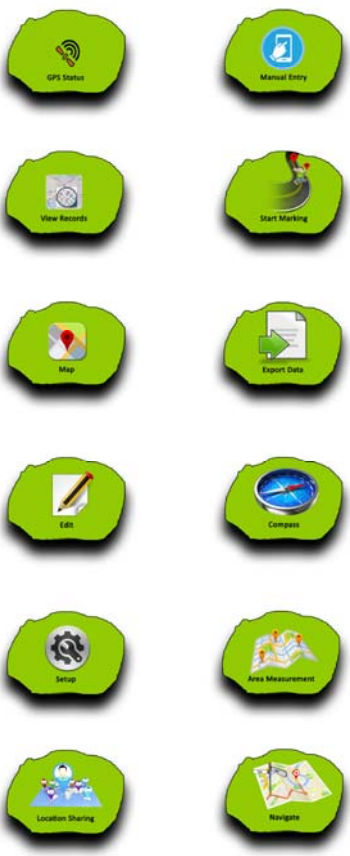 GPS Status
Manual Entry
View Records
Start Marking
Map
Export Data
Edit
Compass
Setup
Area Measurement
Location Sharing
Navigate